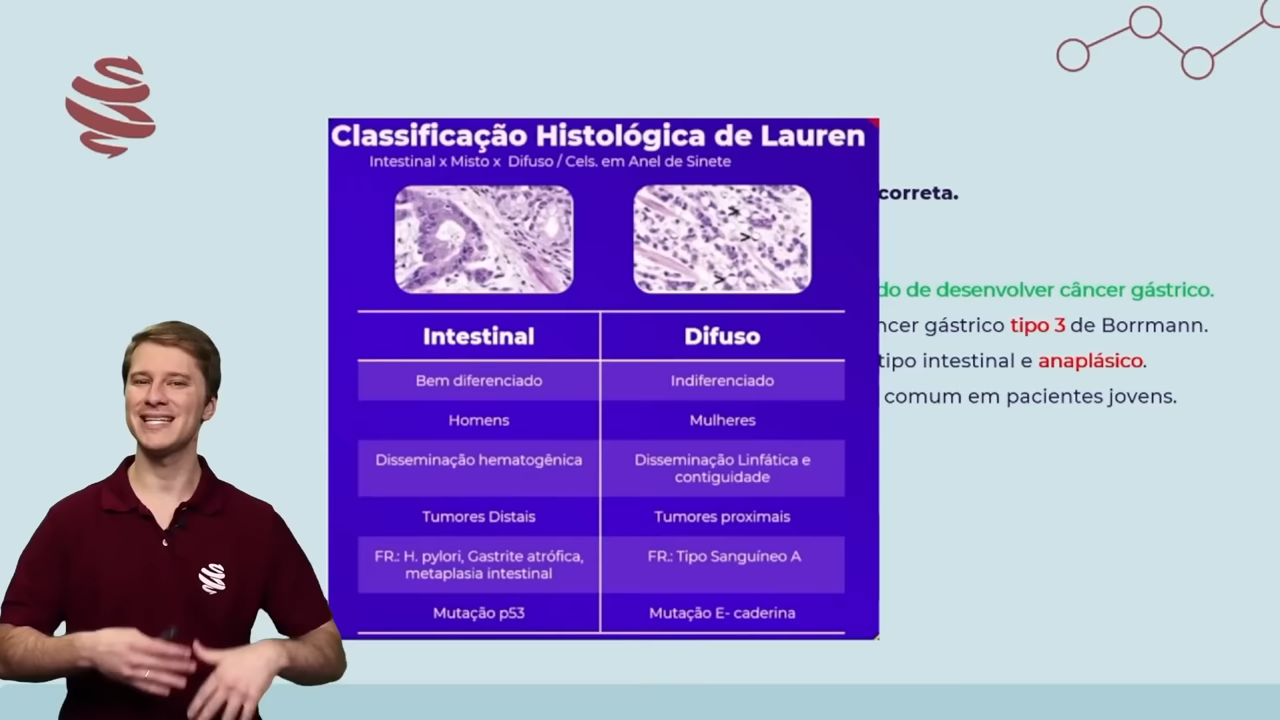 Classificação Histológica de Lauren
Intestinal x Misto x Difuso / Cels. em Anel de Sinete
correta.
de desenvolver câncer gástrico.
gástrico tipo 3 de Borrmann.
tipo intestinal e anaplásico.
comum em pacientes jovens.
Intestinal
Difuso
Bem diferenciado
Indiferenciado
Homens
Mulheres
Disseminação hematogênica
Disseminação Linfática e
contiguidade
Tumores Distais
Tumores proximais
FR.: H. pylori, Gastrite atrófica,
metaplasia intestinal
FR.: Tipo Sanguíneo A
Mutação p53
Mutação E- caderina